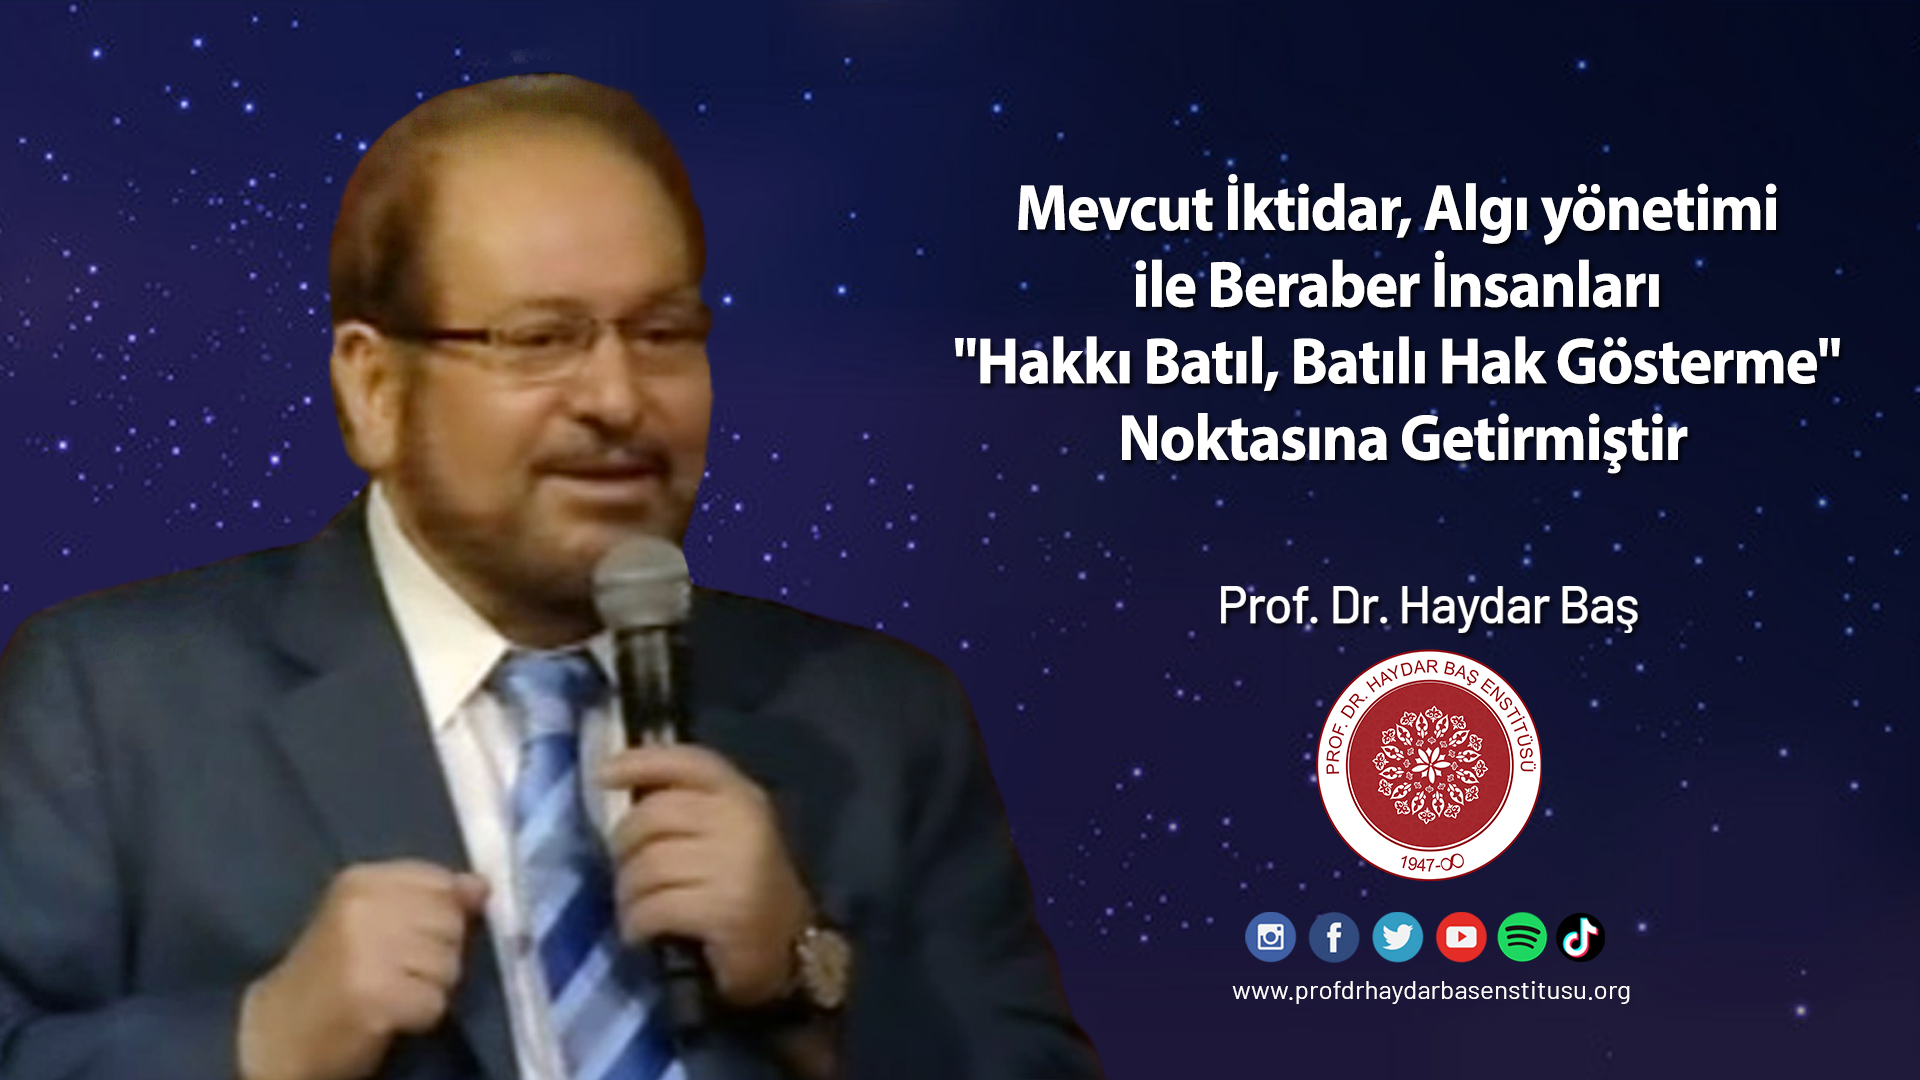 Mevcut İktidar, Algı yönetimi
ile Beraber İnsanları
"Hakkı Batıl, Batılı Hak Gösterme"
Noktasına Getirmiştir
Prof. Dr. Haydar Baş
PROF. DR. HAYDAR BAŞ ENSTİTÜSÜ
1947-∞
www.profdrhaydarbasenstitusu.org